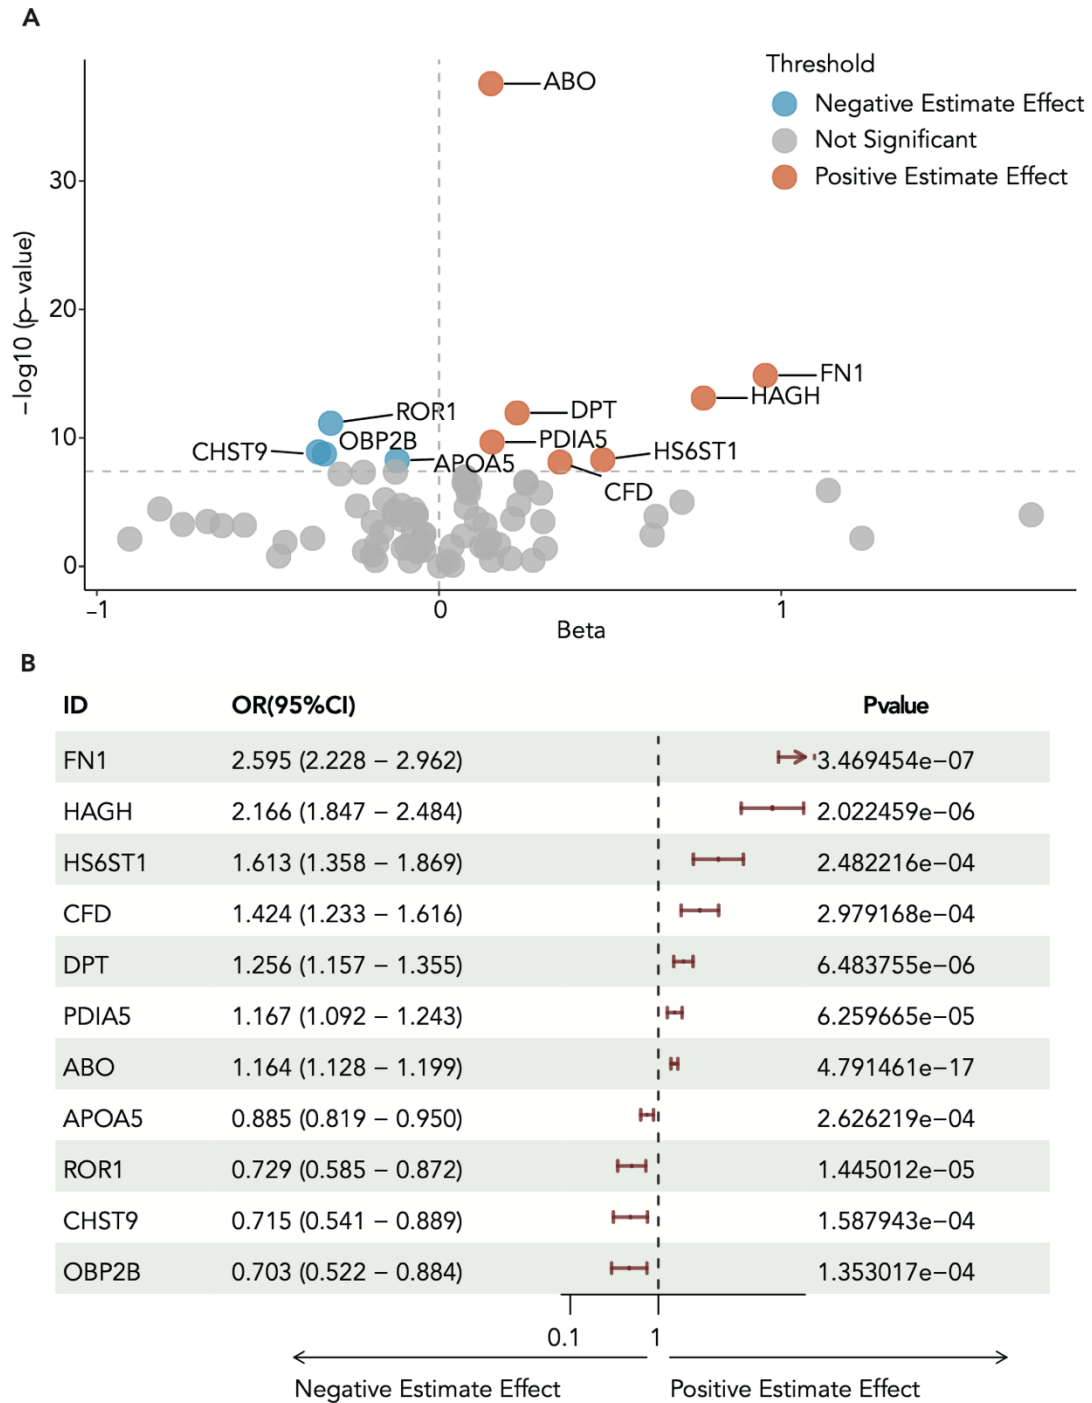 A
Threshold
Negative Estimate Effect
Not Significant
Positive Estimate Effect
ABO
FN1
HAGH
DPT
ROR1
PDIA5
OBP2B
HS6ST1
CHST9
APOA5
CFD
30
20
10
0
−log10 (p−value)
−1 0 1
Beta
B
ID OR(95%CI) Pvalue
FN1 2.595 (2.228 − 2.962) 3.469454e−07
HAGH 2.166 (1.847 − 2.484) 2.022459e−06
HS6ST1 1.613 (1.358 − 1.869) 2.482216e−04
CFD 1.424 (1.233 − 1.616) 2.979168e−04
DPT 1.256 (1.157 − 1.355) 6.483755e−06
PDIA5 1.167 (1.092 − 1.243) 6.259665e−05
ABO 1.164 (1.128 − 1.199) 4.791461e−17
APOA5 0.885 (0.819 − 0.950) 2.626219e−04
ROR1 0.729 (0.585 − 0.872) 1.445012e−05
CHST9 0.715 (0.541 − 0.889) 1.587943e−04
OBP2B 0.703 (0.522 − 0.884) 1.353017e−04
0.1 1
Negative Estimate Effect Positive Estimate Effect